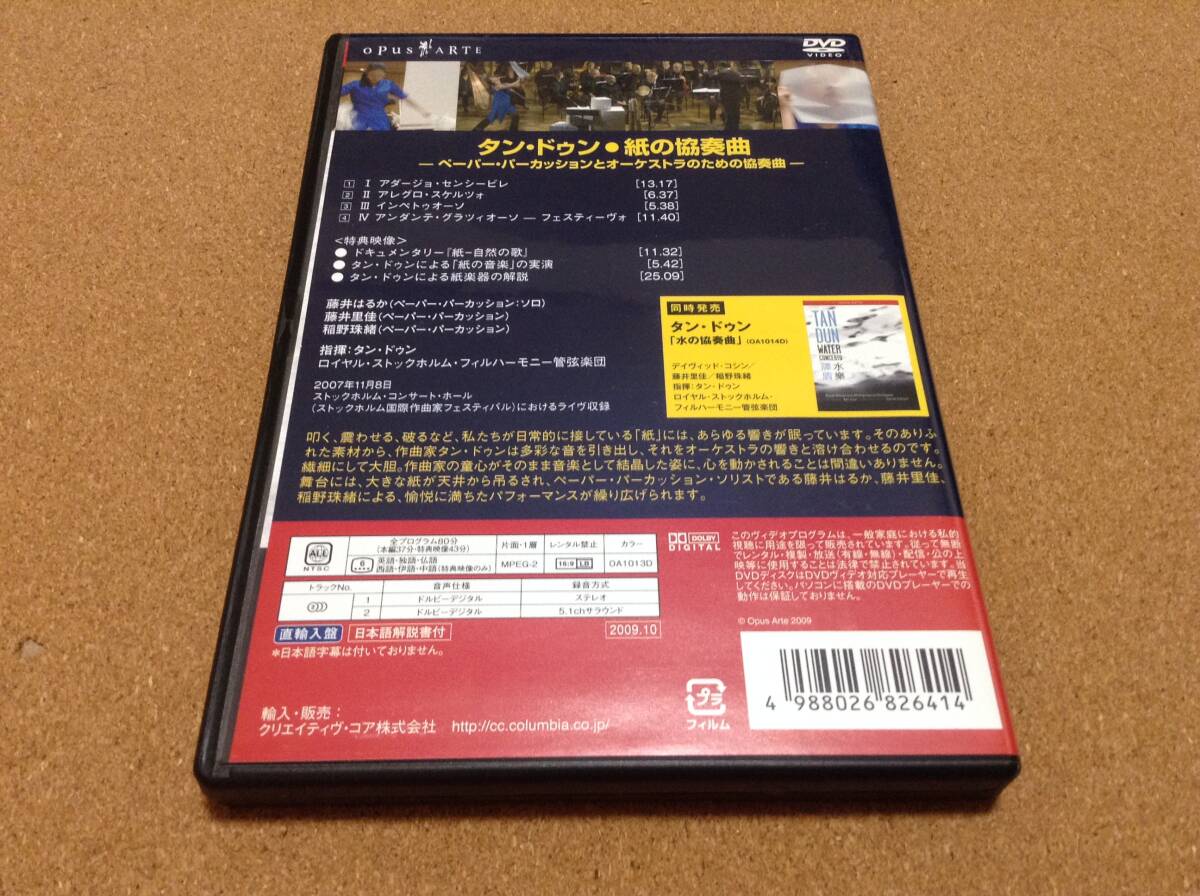 OPUS ARTE
DVD
VIDEO
タン・ドゥン●紙の協奏曲
― ペーパー・パーカッションとオーケストラのための協奏曲 ―
1 Ⅰ アダージョ・センシービレ [13.17]
2 Ⅱ アレグロ・スケルツォ [6.37]
3 Ⅲ インペトゥオーソ [5.38]
4 Ⅳ アンダンテ・グラツィオーソ ― フェスティーヴォ [11.40]
＜特典映像＞
● ドキュメンタリー『紙−自然の歌』 [11.32]
● タン・ドゥンによる「紙の音楽」の実演 [5.42]
● タン・ドゥンによる紙楽器の解説 [25.09]
藤井はるか(ペーパー・パーカッション：ソロ)
藤井里佳(ペーパー・パーカッション)
稲野珠緒(ペーパー・パーカッション)
指揮：タン・ドゥン
ロイヤル・ストックホルム・フィルハーモニー管弦楽団
2007年11月8日
ストックホルム・コンサート・ホール
(ストックホルム国際作曲家フェスティバル)におけるライヴ収録
同時発売
タン・ドゥン
「水の協奏曲」(OA1014D)
デイヴィッド・コシン／
藤井里佳／稲野珠緒
指揮：タン・ドゥン
ロイヤル・ストックホルム・
フィルハーモニー管弦楽団
TAN
DUN
WATER
CONCERTO
叩く、震わせる、破るなど、私たちが日常的に接している「紙」には、あらゆる響きが眠っています。そのありふ
れた素材から、作曲家タン・ドゥンは多彩な音を引き出し、それをオーケストラの響きと溶け合わせるのです。
繊細にして大胆。作曲家の童心がそのまま音楽として結晶した姿に、心を動かされることは間違いありません。
舞台には、大きな紙が天井から吊るされ、ペーパー・パーカッション・ソリストである藤井はるか、藤井里佳、
稲野珠緒による、愉悦に満ちたパフォーマンスが繰り広げられます。
ALL
NTSC
全プログラム80分
(本編37分・特典映像43分)
片面・1層
レンタル禁止
カラー
6
英語・独語・仏語
西語・伊語・中語(特典映像のみ)
MPEG-2
16:9 LB
OA1013D
トラックNo.
音声仕様
録音方式
1 ドルビーデジタル ステレオ
2 ドルビーデジタル 5.1chサラウンド
直輸入盤 日本語解説書付
2009.10
＊日本語字幕は付いておりません。
DOLBY
DIGITAL
このヴィデオプログラムは、一般家庭における私的
視聴に用途を限って販売されています。従って無断
でレンタル・複製・放送(有線・無線)・配信・公の上
映等に使用することは法律で禁止されています。当
DVDディスクはDVDヴィデオ対応プレーヤーで再生
してください。パソコンに搭載のDVDプレーヤーでの
動作は保証しておりません。
© Opus Arte 2009
プラ
フィルム
4 988026 826414
輸入・販売：
クリエイティヴ・コア株式会社 http://cc.columbia.co.jp/